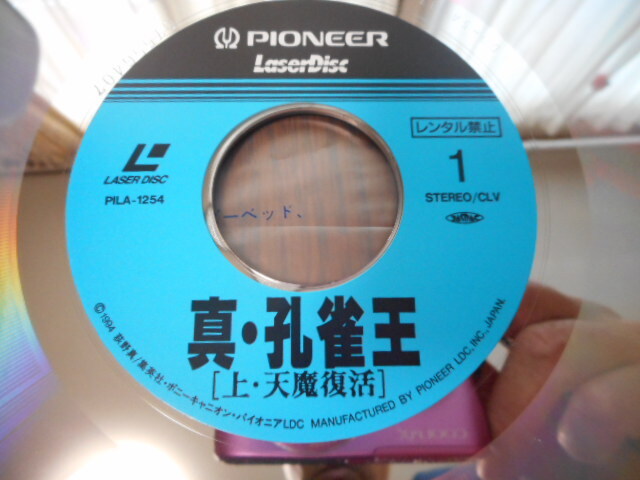 PIONEER
LaserDisc
レンタル禁止
LASER DISC
PILA-1254
1
STEREO/CLV
ーベッド、
真・孔雀王
[上・天魔復活]
©1994 荻野真/集英社・ポニーキャニオン・パイオニアLDC MANUFACTURED BY PIONEER LDC, INC., JAPAN.
COOLPIX